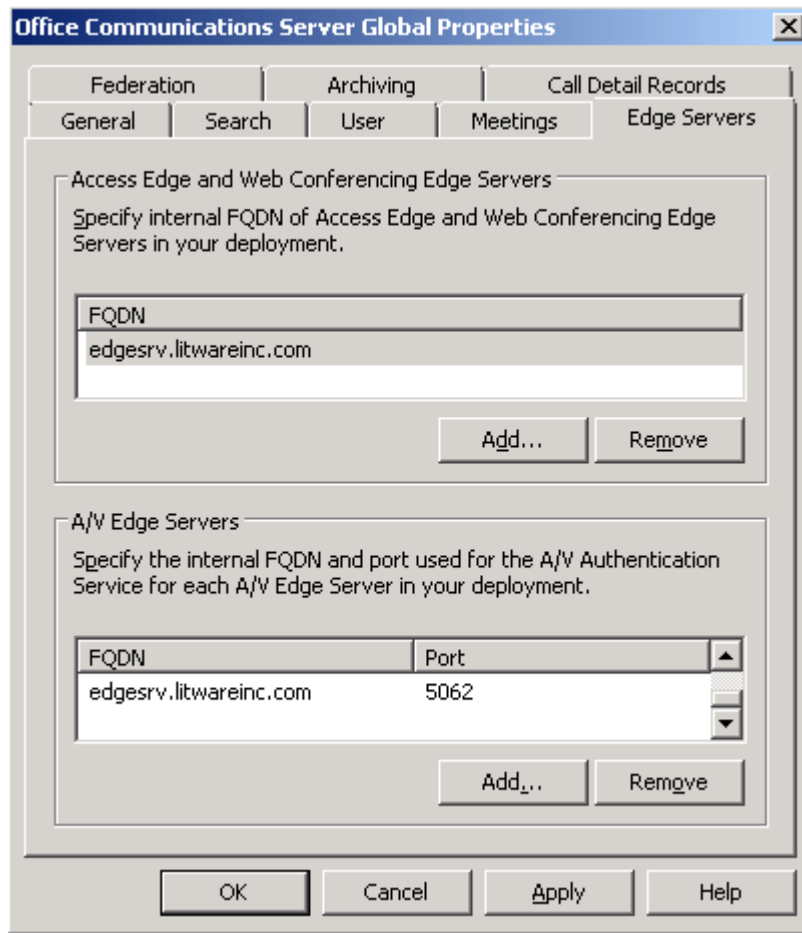 Office Communications Server Global Properties
Federation Archiving Call Detail Records
General Search User Meetings Edge Servers
Access Edge and Web Conferencing Edge Servers
Specify internal FQDN of Access Edge and Web Conferencing Edge
Servers in your deployment.
FQDN
edgesrv.litwareinc.com
Add... Remove
A/V Edge Servers
Specify the internal FQDN and port used for the A/V Authentication
Service for each A/V Edge Server in your deployment.
FQDN Port
edgesrv.litwareinc.com 5062
Add... Remove
OK Cancel Apply Help